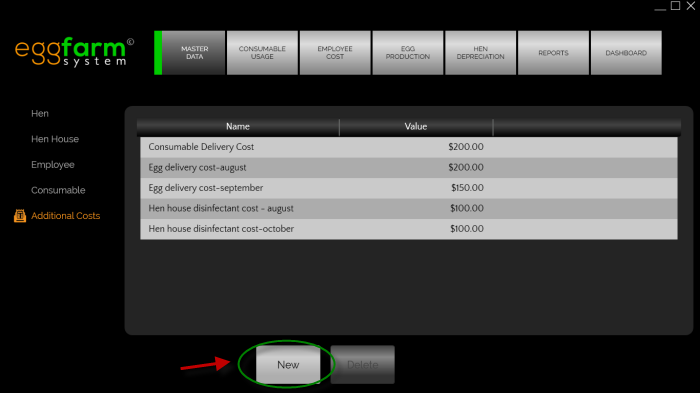 eggfarm©
system
MASTER
DATA
CONSUMABLE
USAGE
EMPLOYEE
COST
EGG
PRODUCTION
HEN
DEPRECIATION
REPORTS
DASHBOARD
Hen
Hen House
Employee
Consumable
Additional Costs
Name Value
Consumable Delivery Cost $200.00
Egg delivery cost-august $200.00
Egg delivery cost-september $150.00
Hen house disinfectant cost - august $100.00
Hen house disinfectant cost-october $100.00
New Delete